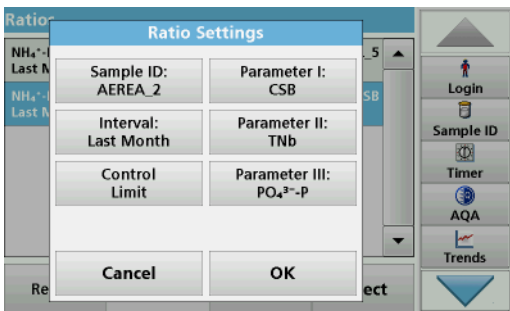 Ratios
Ratio Settings
NH₄⁺-
_5
Last M
NH₄⁺-
SB
Last M
Sample ID:
AEREA_2
Parameter I:
CSB
Interval:
Last Month
Parameter II:
TNb
Control
Limit
Parameter III:
PO₄³⁻-P
Cancel
OK
Re
ect
Login
Sample ID
Timer
AQA
Trends